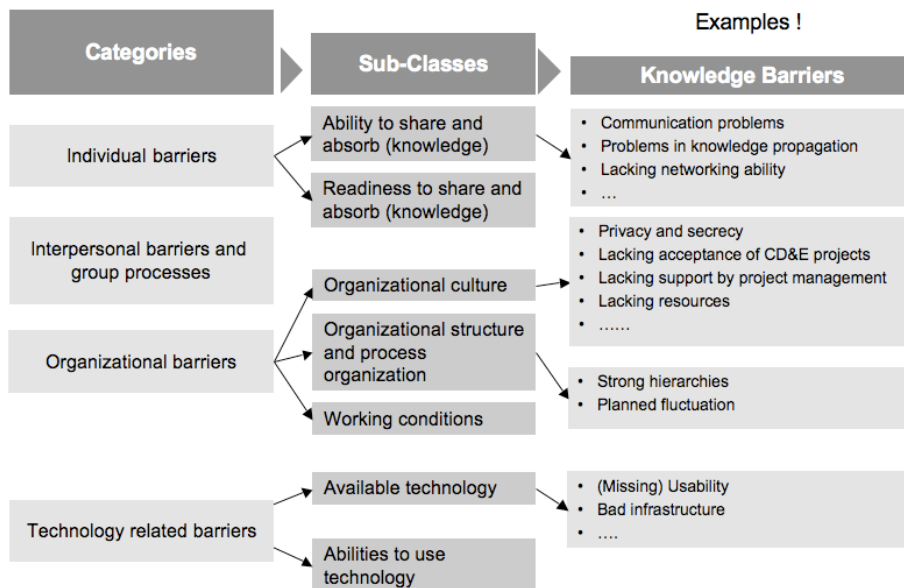 Examples !
Categories
Sub-Classes
Knowledge Barriers
Individual barriers
Ability to share and
absorb (knowledge)
Readiness to share and
absorb (knowledge)
• Communication problems
• Problems in knowledge propagation
• Lacking networking ability
• …
Interpersonal barriers and
group processes
Organizational barriers
Organizational culture
Organizational structure
and process
organization
Working conditions
• Privacy and secrecy
• Lacking acceptance of CD&E projects
• Lacking support by project management
• Lacking resources
• ……
• Strong hierarchies
• Planned fluctuation
Technology related barriers
Available technology
Abilities to use
technology
• (Missing) Usability
• Bad infrastructure
• ….